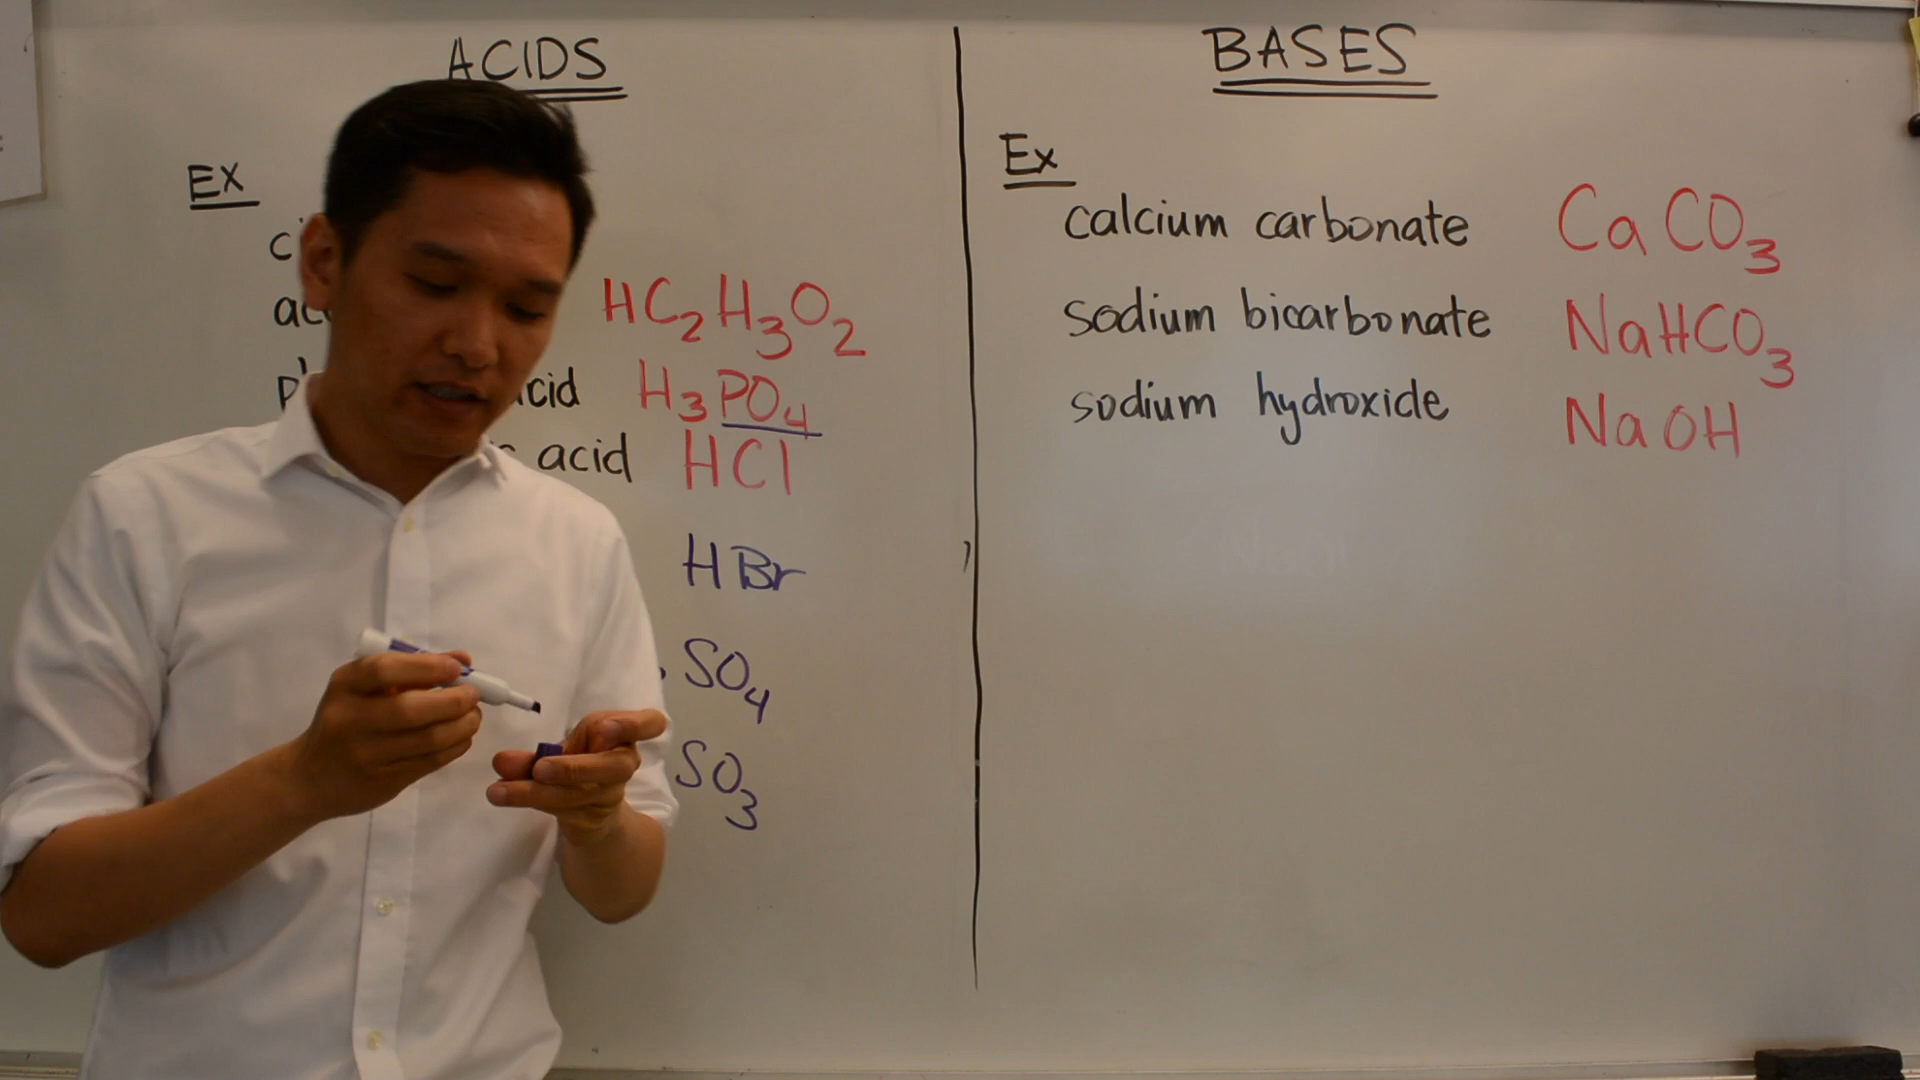 ACIDS
EX
HC2H3O2
H3PO4
acid HCl
HBr
SO4
SO3
BASES
Ex
calcium carbonate CaCO3
sodium bicarbonate NaHCO3
sodium hydroxide NaOH